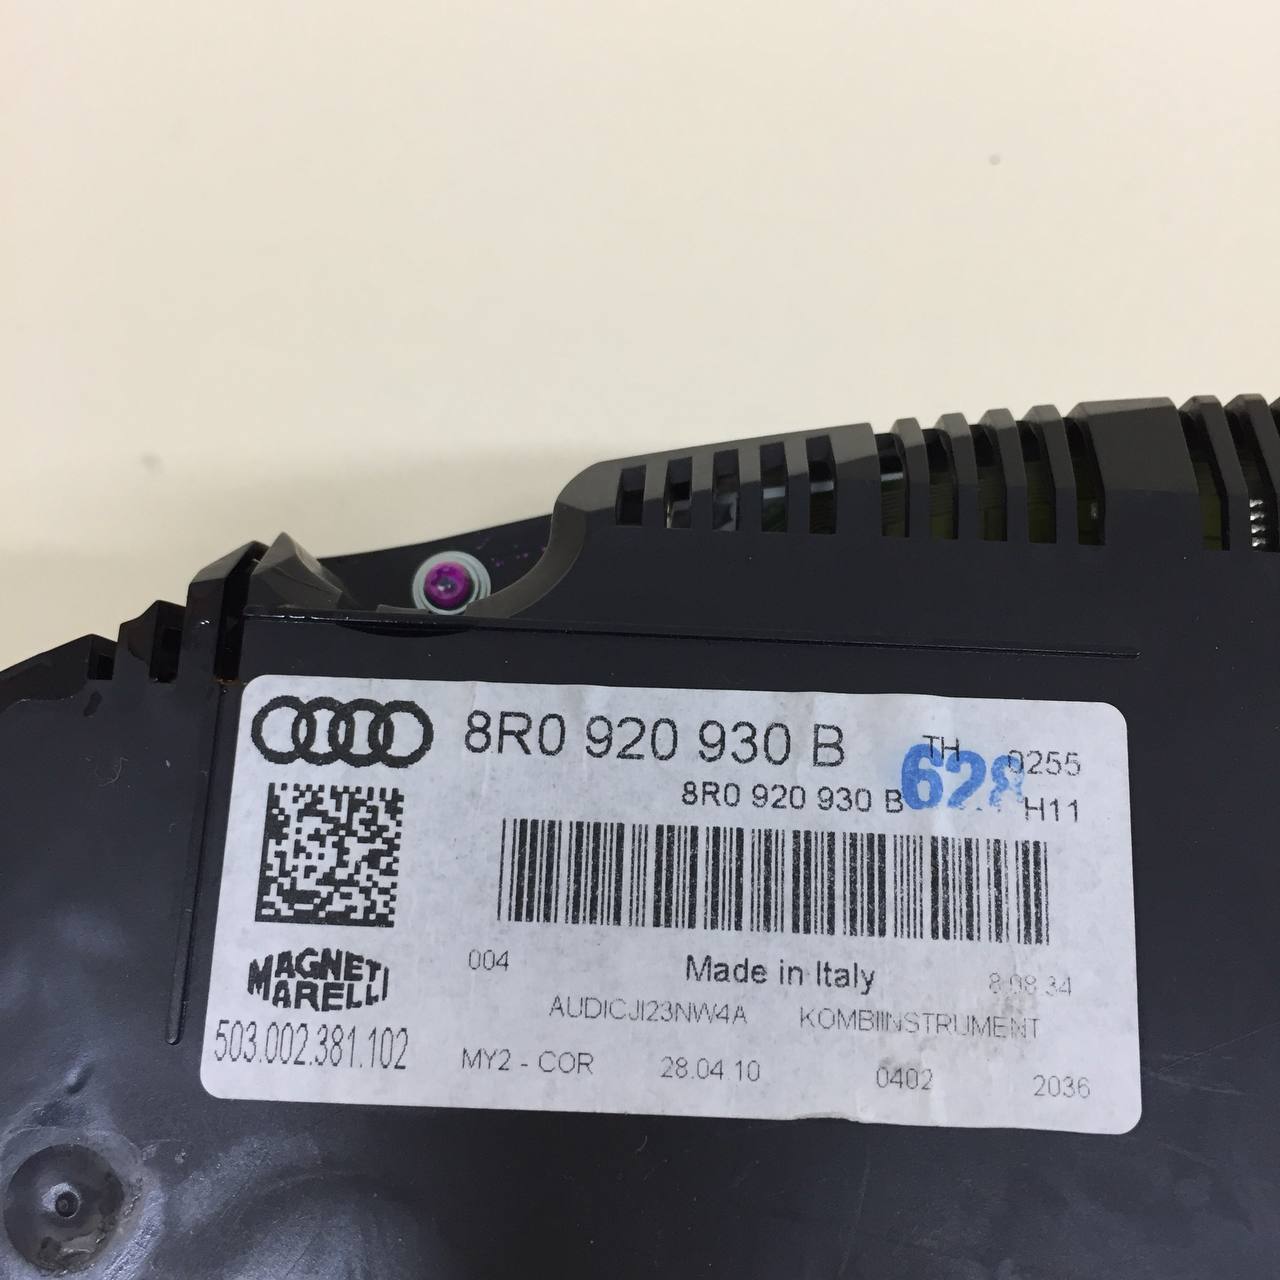 8R0 920 930 B
TH 0255
8R0 920 930 B
628
H11
004
Made in Italy
8.08.34
MAGNETI
MARELLI
AUDICJI23NW4A KOMBIINSTRUMENT
503.002.381.102
MY2 - COR 28.04.10 0402 2036